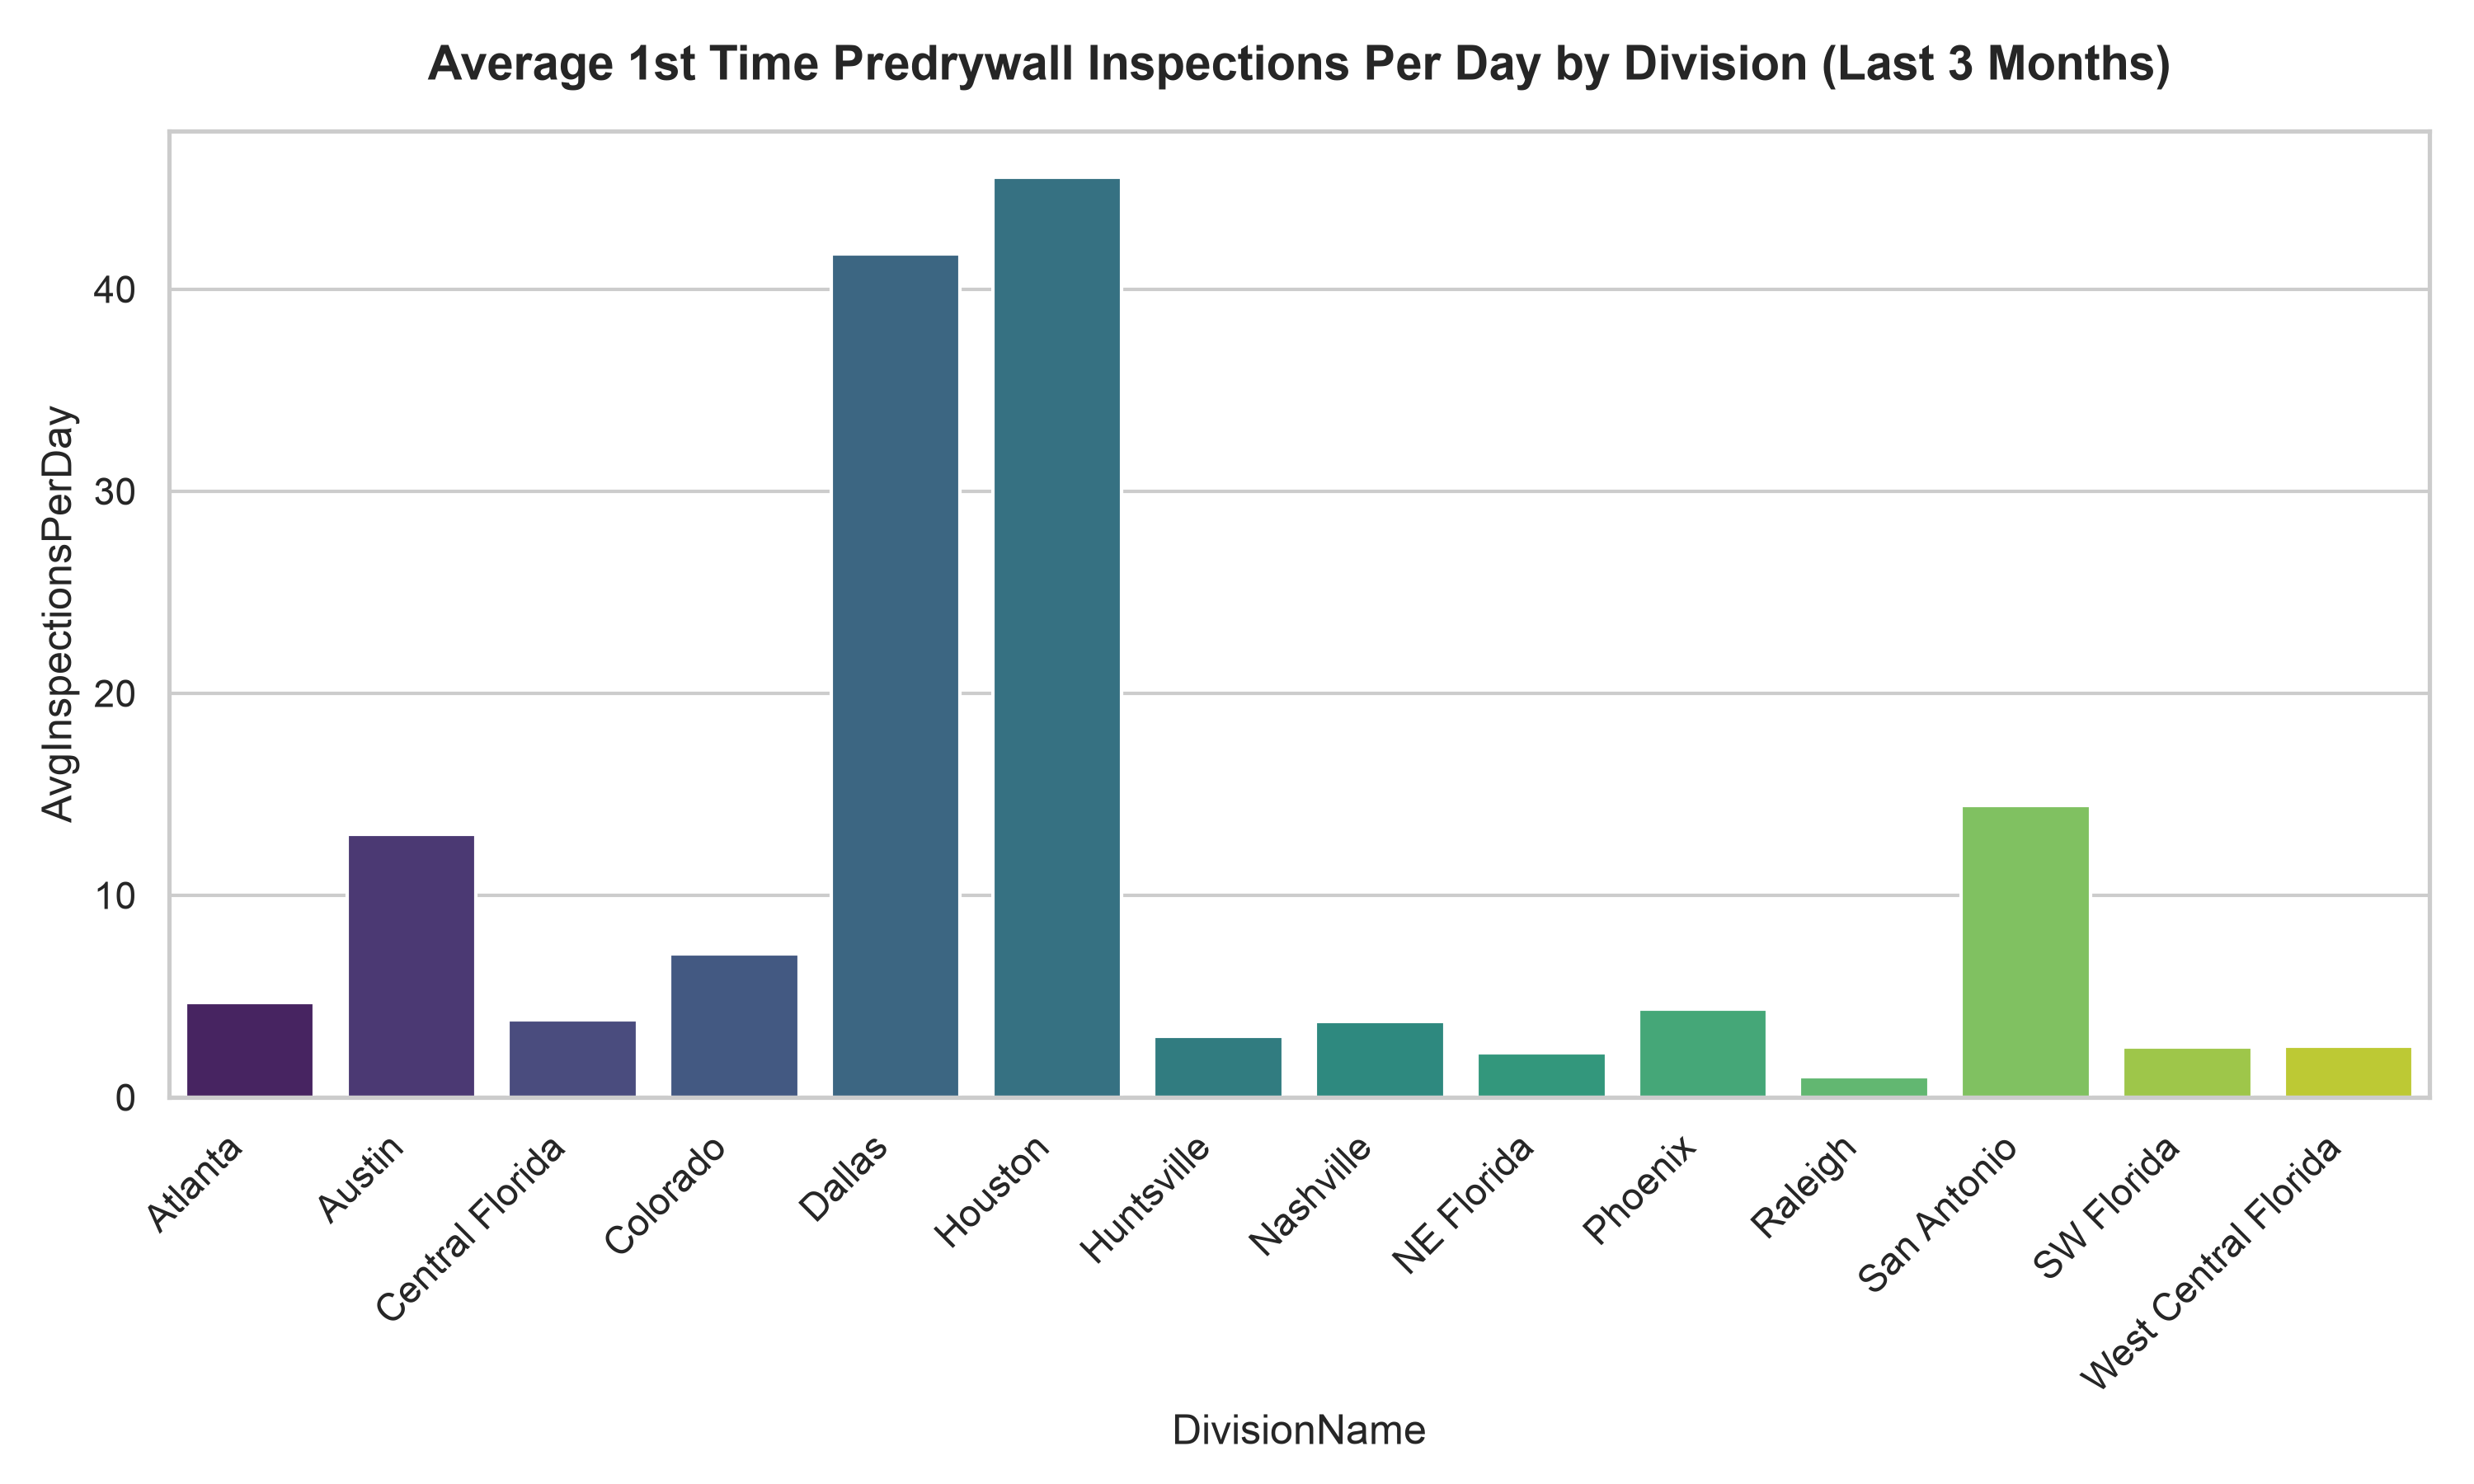 Average 1st Time Predrywall Inspections Per Day by Division (Last 3 Months)
AvgInspectionsPerDay
40
30
20
10
0
Atlanta
Austin
Central Florida
Colorado
Dallas
Houston
Huntsville
Nashville
NE Florida
Phoenix
Raleigh
San Antonio
SW Florida
West Central Florida
DivisionName